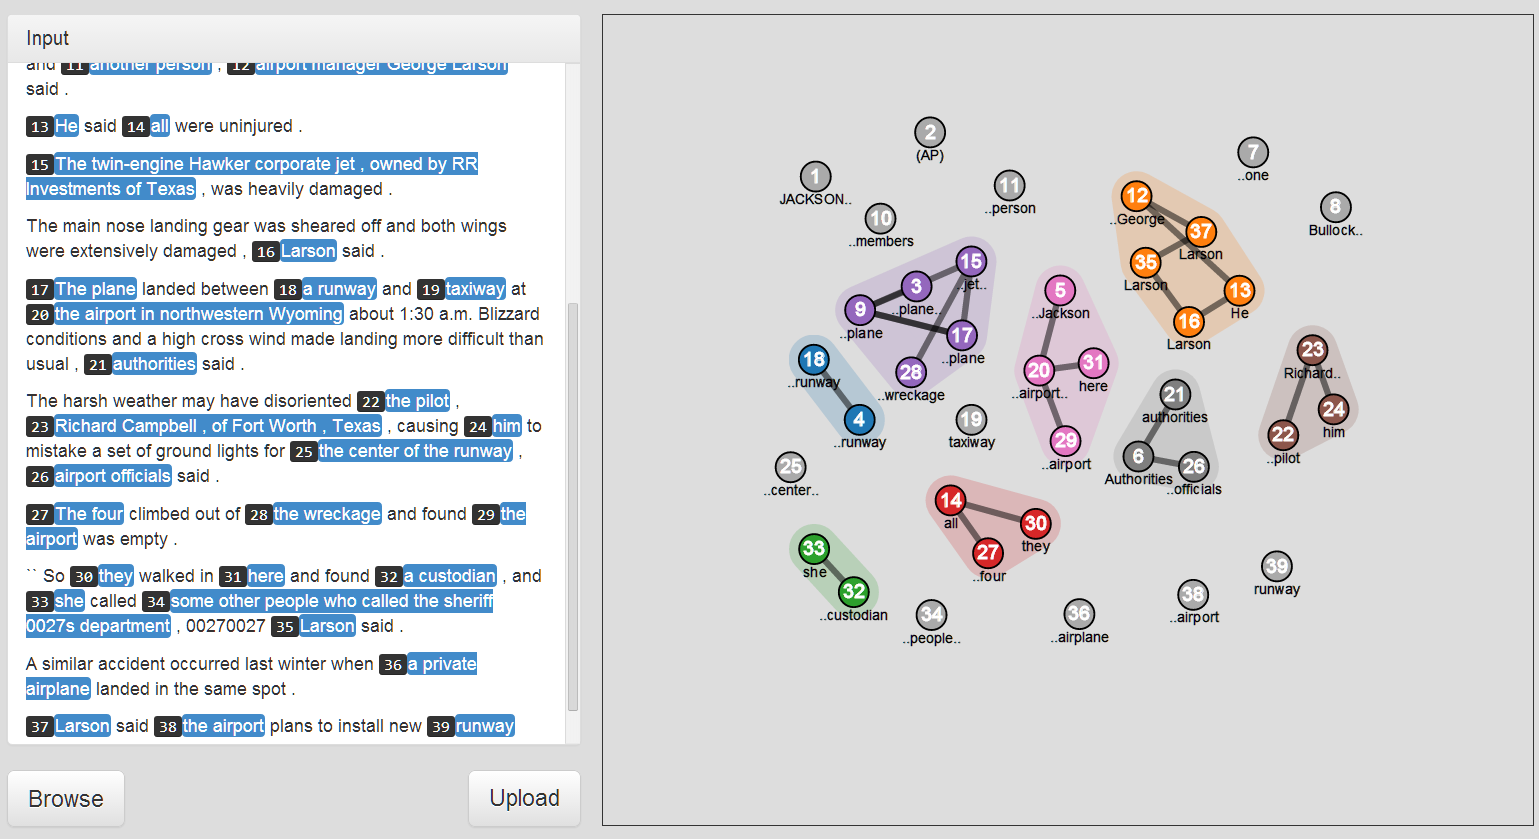 Input
and 11 another person , 12 airport manager George Larson
said .
13 He said 14 all were uninjured .
15 The twin-engine Hawker corporate jet , owned by RR
Investments of Texas , was heavily damaged .
The main nose landing gear was sheared off and both wings
were extensively damaged , 16 Larson said .
17 The plane landed between 18 a runway and 19 taxiway at
20 the airport in northwestern Wyoming about 1:30 a.m. Blizzard
conditions and a high cross wind made landing more difficult than
usual , 21 authorities said .
The harsh weather may have disoriented 22 the pilot ,
23 Richard Campbell , of Fort Worth , Texas , causing 24 him to
mistake a set of ground lights for 25 the center of the runway ,
26 airport officials said .
27 The four climbed out of 28 the wreckage and found 29 the
airport was empty .
`` So 30 they walked in 31 here and found 32 a custodian , and
33 she called 34 some other people who called the sheriff
0027s department , 00270027 35 Larson said .
A similar accident occurred last winter when 36 a private
airplane landed in the same spot .
37 Larson said 38 the airport plans to install new 39 runway
Browse
Upload
2
(AP)
7
..one
1
JACKSON..
11
..person
12
..George
8
Bullock..
10
..members
37
Larson
15
..jet..
35
Larson
3
..plane..
5
..Jackson
13
He
9
..plane
16
Larson
17
..plane
18
..runway
23
Richard..
31
here
20
..airport..
28
..wreckage
21
authorities
24
him
4
..runway
19
taxiway
22
..pilot
29
..airport
6
Authorities
26
..officials
25
..center..
14
all
30
they
27
..four
33
she
39
runway
32
..custodian
38
..airport
34
..people..
36
..airplane